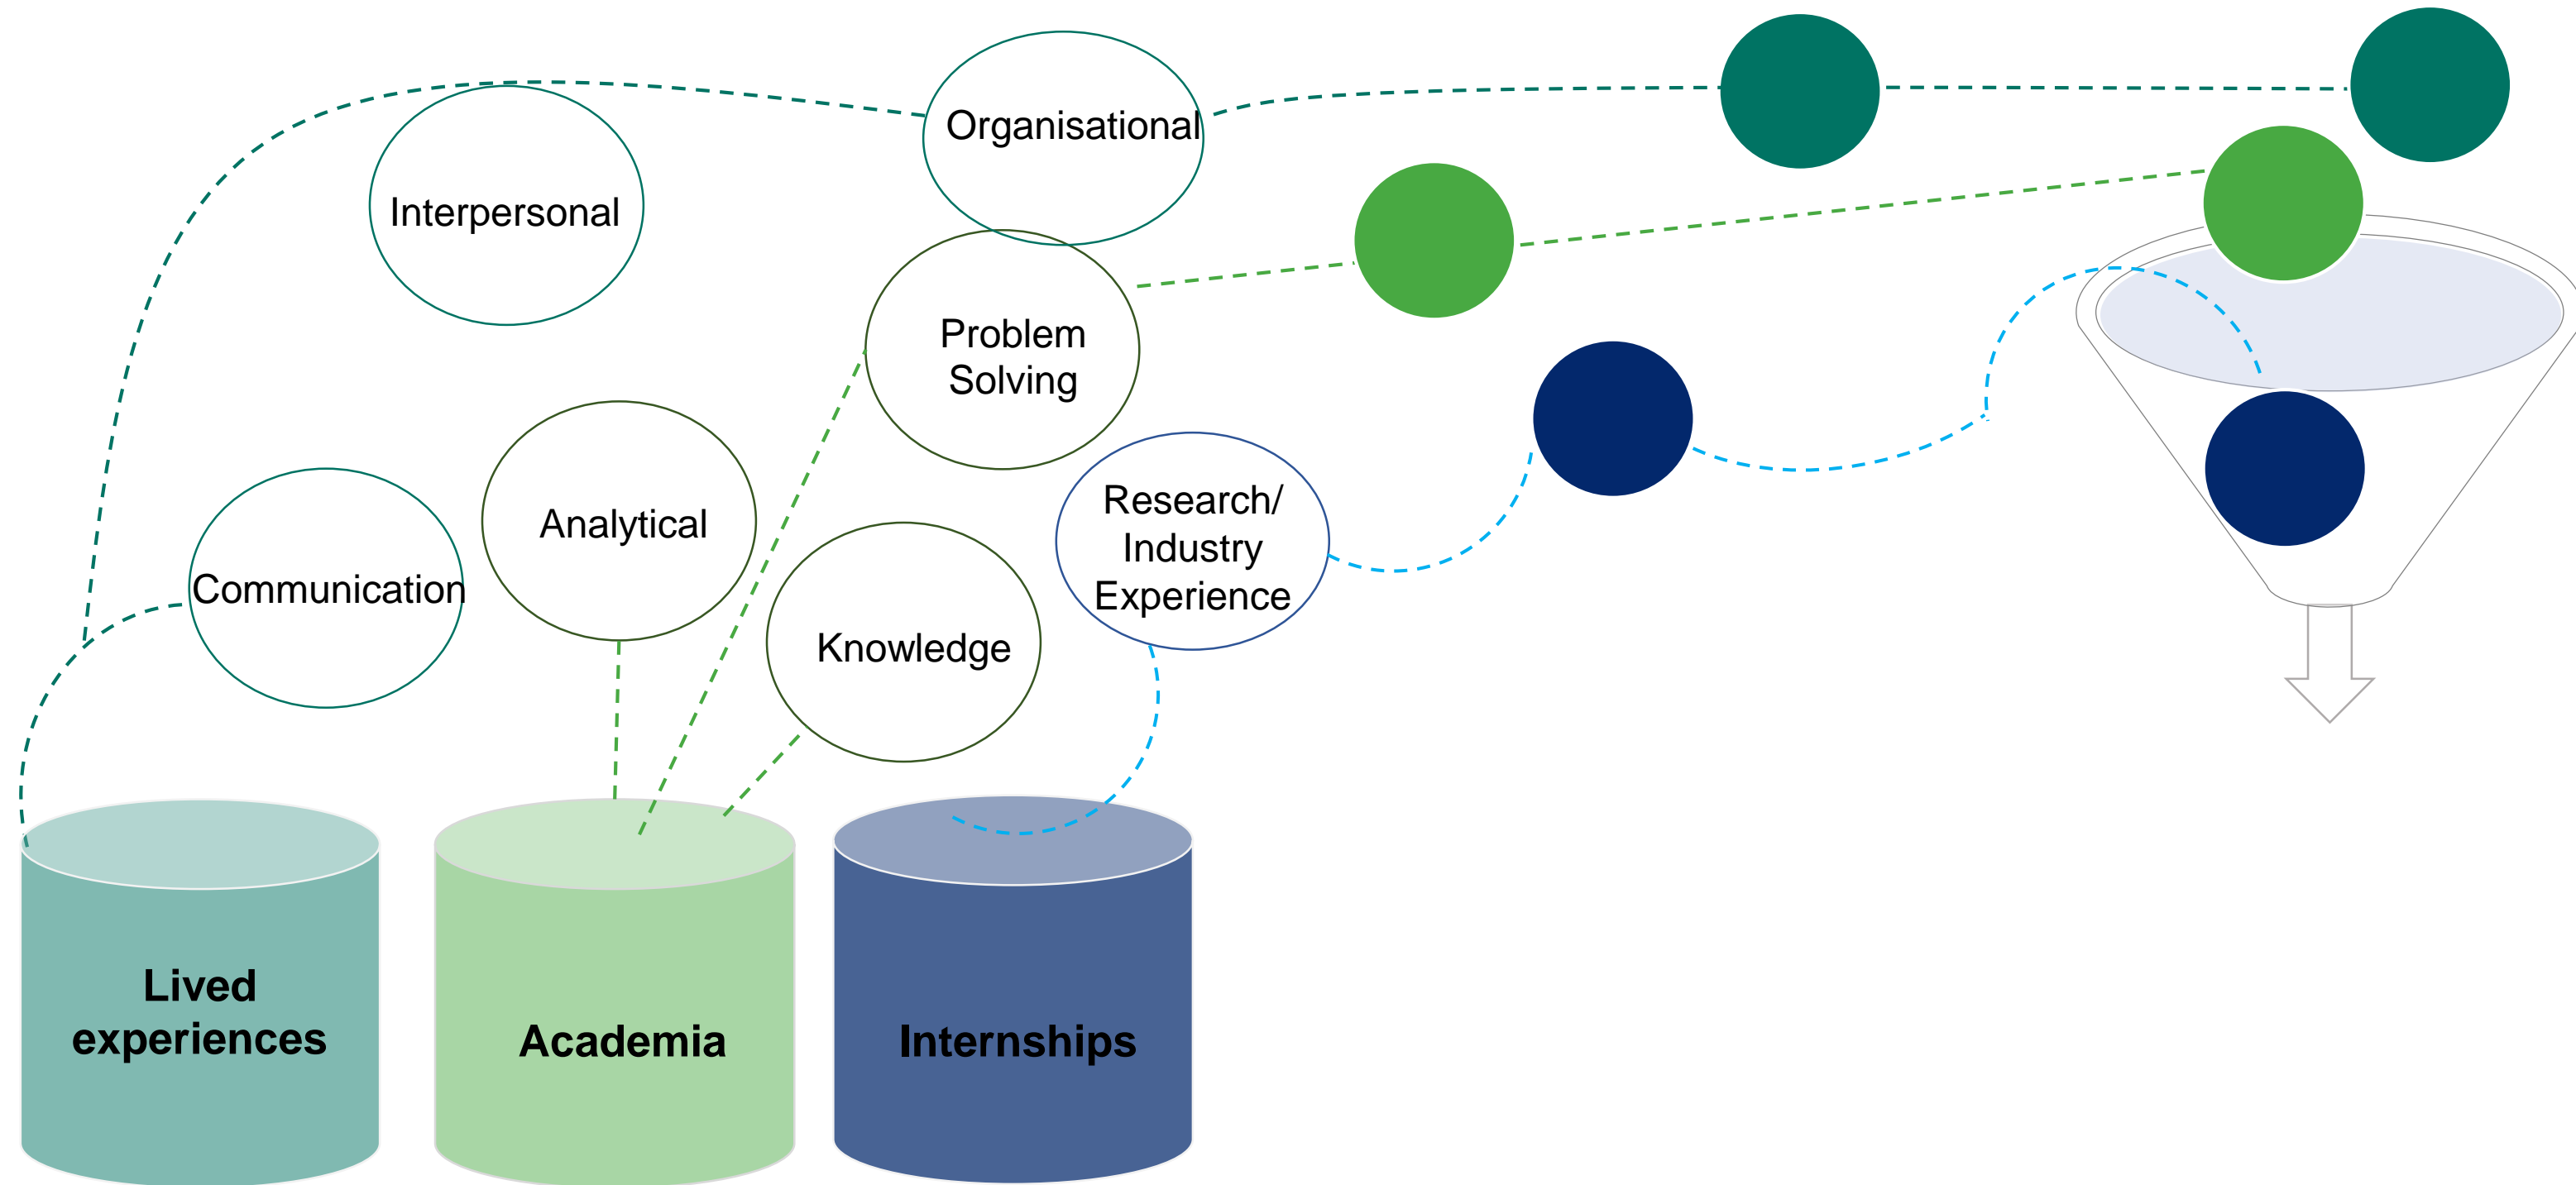 Organisational
Interpersonal
Problem
Solving
Analytical
Research/
Industry
Experience
Communication
Knowledge
Lived
experiences
Academia
Internships